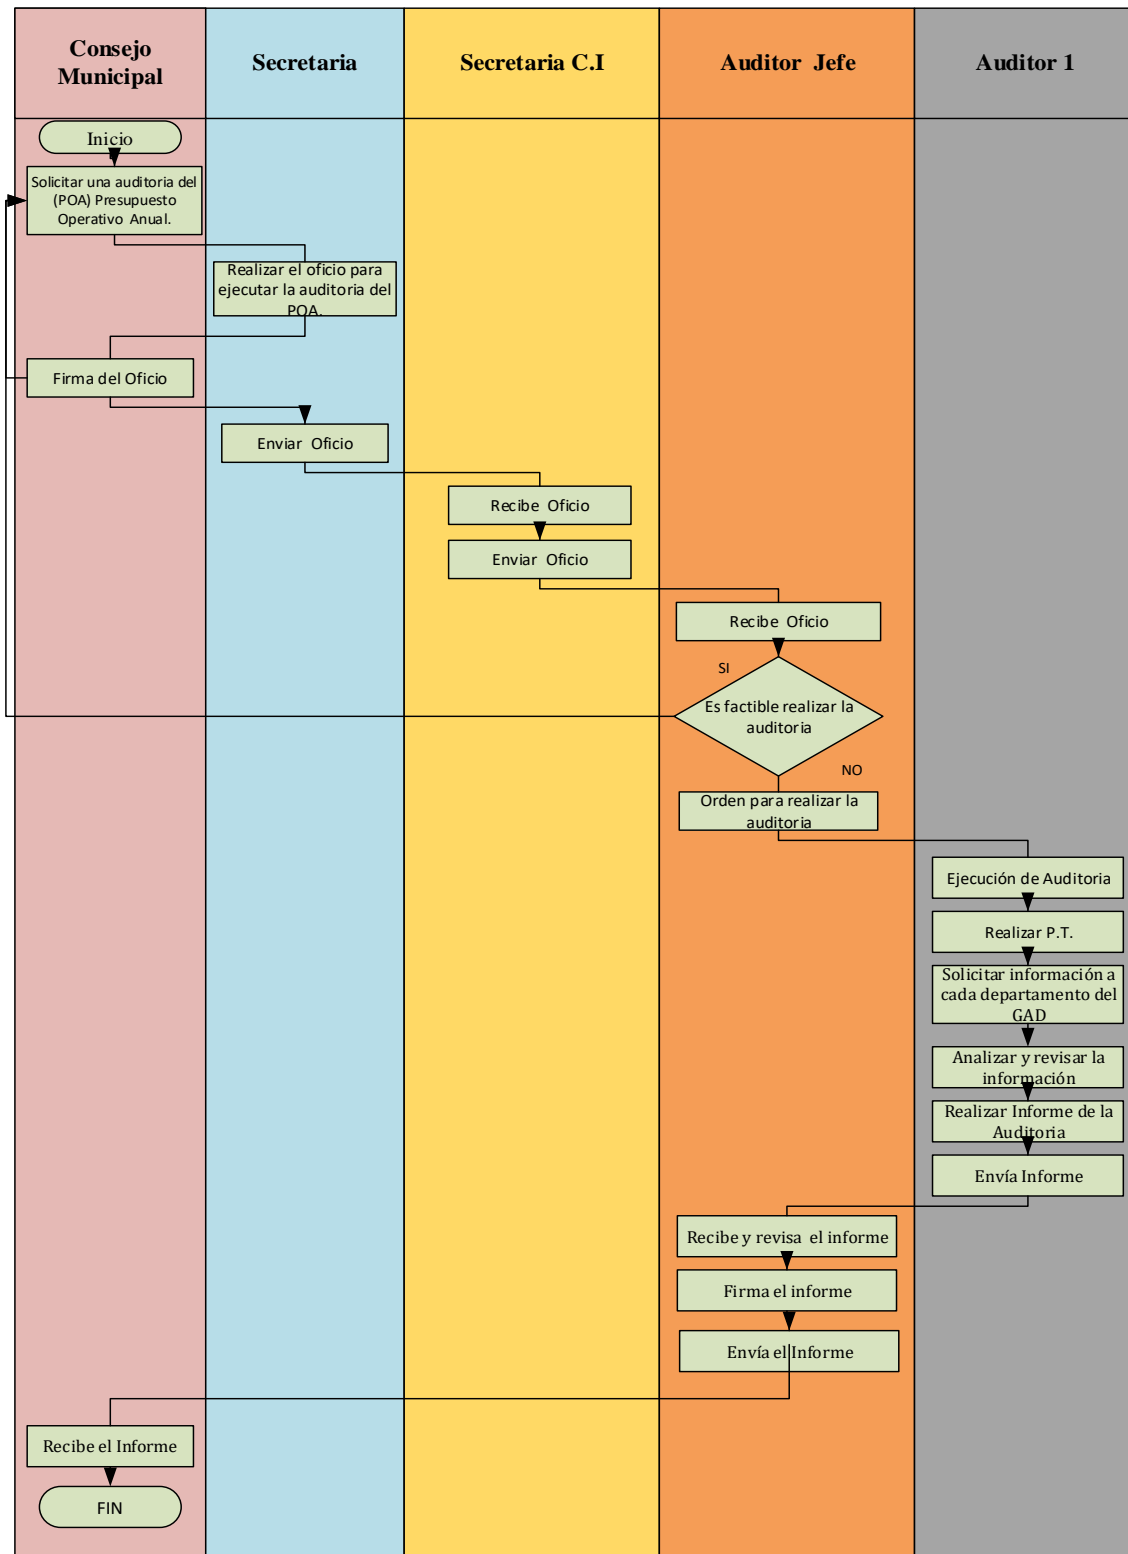 Consejo
Municipal
Secretaria
Secretaria C.I
Auditor Jefe
Auditor 1
Inicio
Solicitar una auditoria del
(POA) Presupuesto
Operativo Anual.
Realizar el oficio para
ejecutar la auditoria del
POA.
Firma del Oficio
Enviar Oficio
Recibe Oficio
Enviar Oficio
Recibe Oficio
SI
Es factible realizar la
auditoria
NO
Orden para realizar la
auditoria
Ejecución de Auditoria
Realizar P.T.
Solicitar información a
cada departamento del
GAD
Analizar y revisar la
información
Realizar Informe de la
Auditoria
Envía Informe
Recibe y revisa el informe
Firma el informe
Envía el Informe
Recibe el Informe
FIN